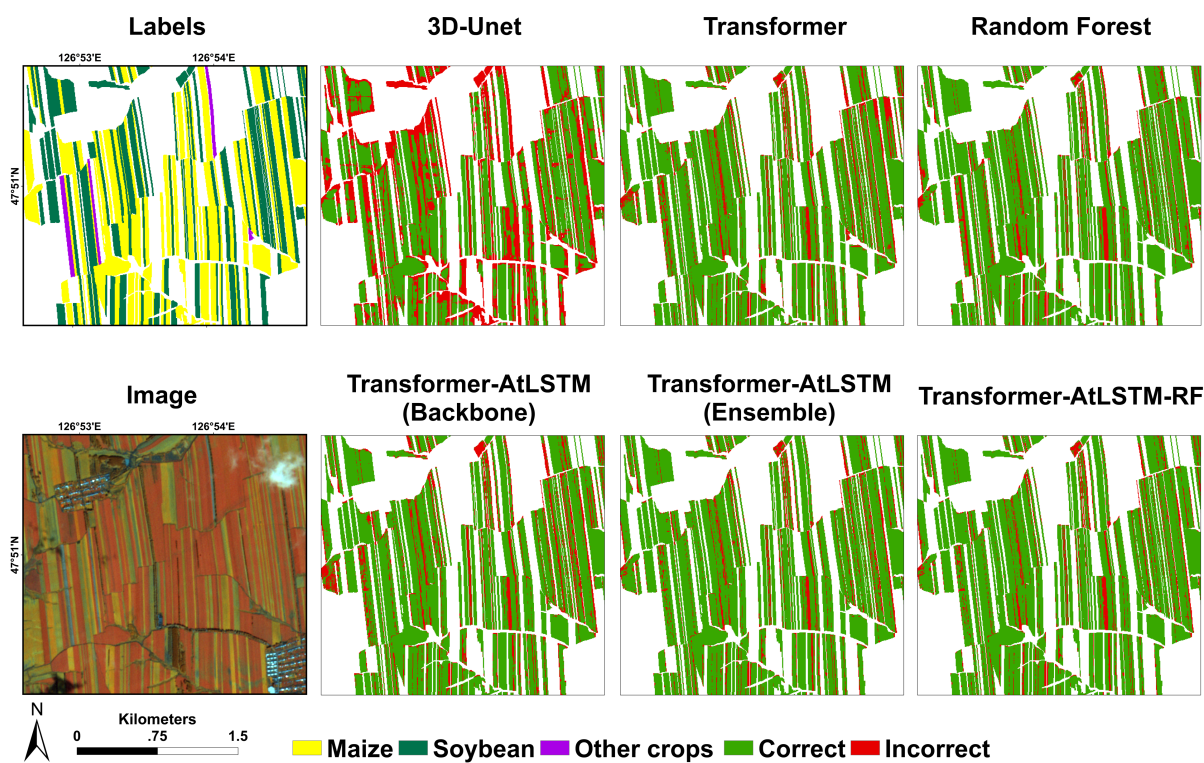 Labels
3D-Unet
Transformer
Random Forest
126°53'E
126°54'E
47°51'N
Image
Transformer-AtLSTM
(Backbone)
Transformer-AtLSTM
(Ensemble)
Transformer-AtLSTM-RF
126°53'E
126°54'E
47°51'N
N
Kilometers
0
.75
1.5
Maize
Soybean
Other crops
Correct
Incorrect